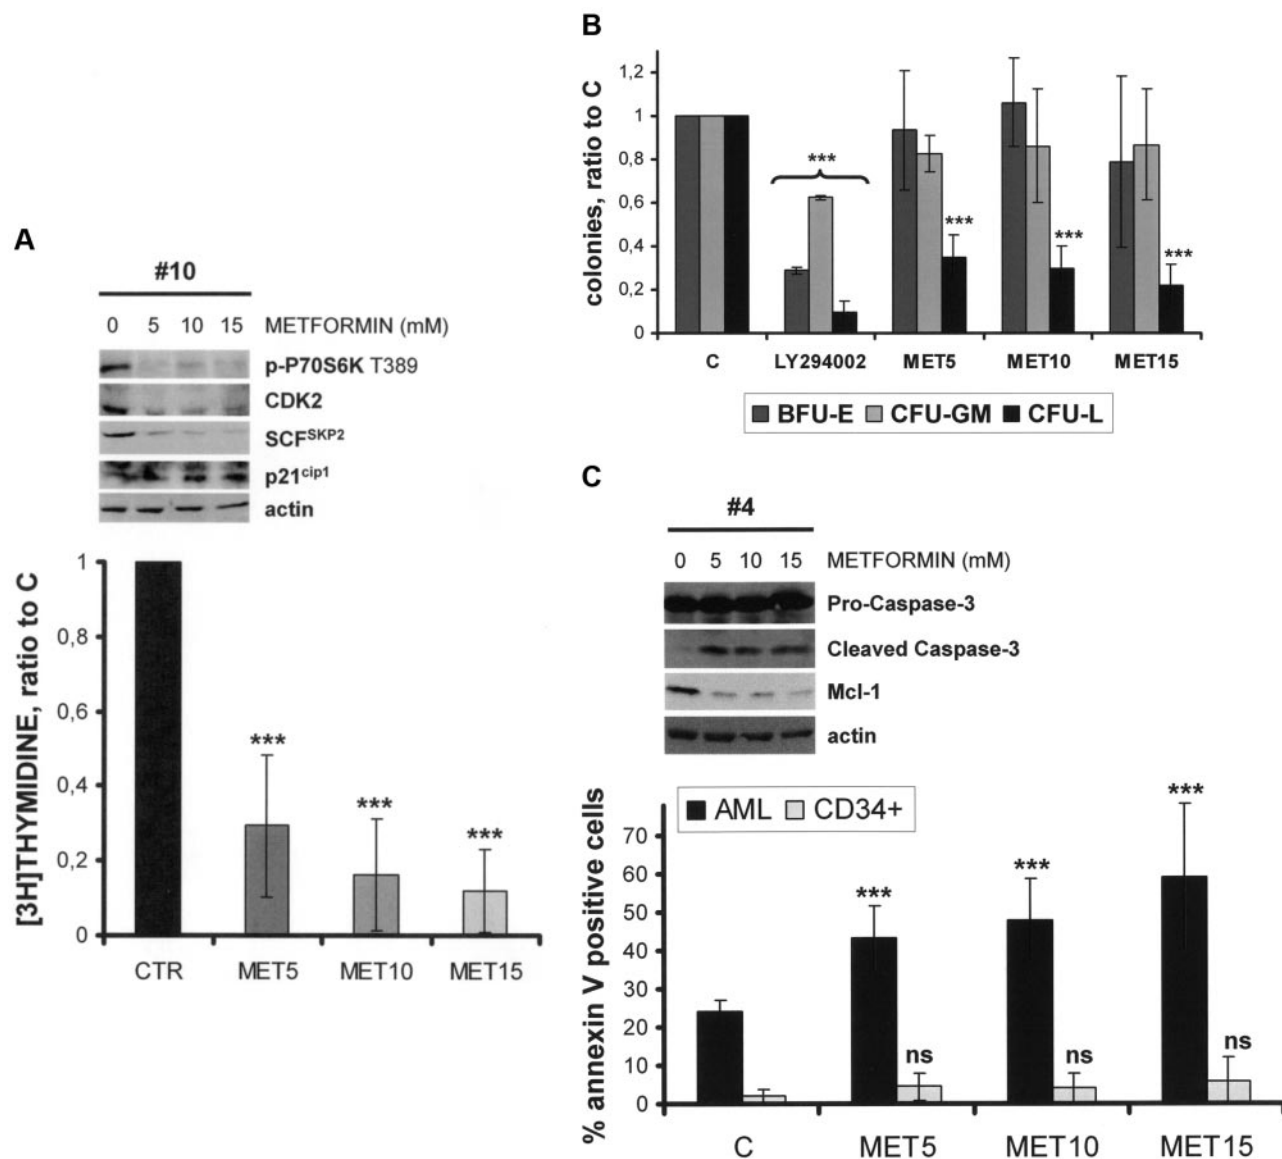 A
#10
0 5 10 15 METFORMIN (mM)
p-P70S6K T389
CDK2
SCF^SKP2
p21^cip1
actin
[3H]THYMIDINE, ratio to C
1
0,8
0,6
0,4
0,2
0
***
***
***
CTR MET5 MET10 MET15
B
colonies, ratio to C
1,2
1
0,8
0,6
0,4
0,2
0
***
***
***
***
C LY294002 MET5 MET10 MET15
BFU-E CFU-GM CFU-L
C
#4
0 5 10 15 METFORMIN (mM)
Pro-Caspase-3
Cleaved Caspase-3
Mcl-1
actin
% annexin V positive cells
AML CD34+
70
60
50
40
30
20
10
0
***
***
***
ns
ns
ns
C MET5 MET10 MET15